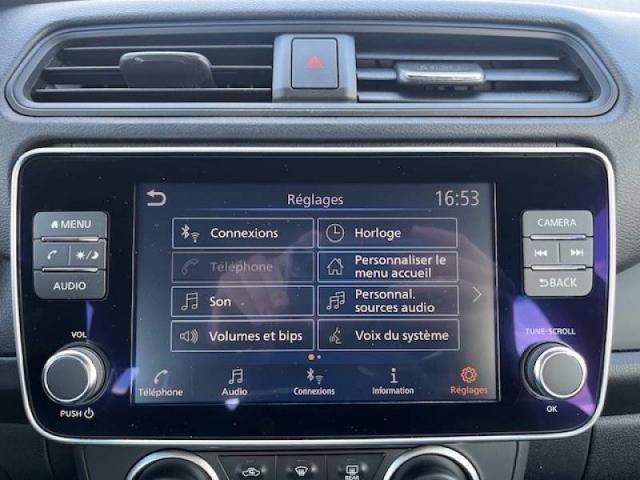 Réglages
16:53
MENU
AUDIO
VOL
PUSH
Connexions
Horloge
Téléphone
Personnaliser le
menu accueil
Son
Personnal.
sources audio
Volumes et bips
Voix du système
Téléphone
Audio
Connexions
Information
Réglages
CAMERA
BACK
TUNE·SCROLL
OK
REAR